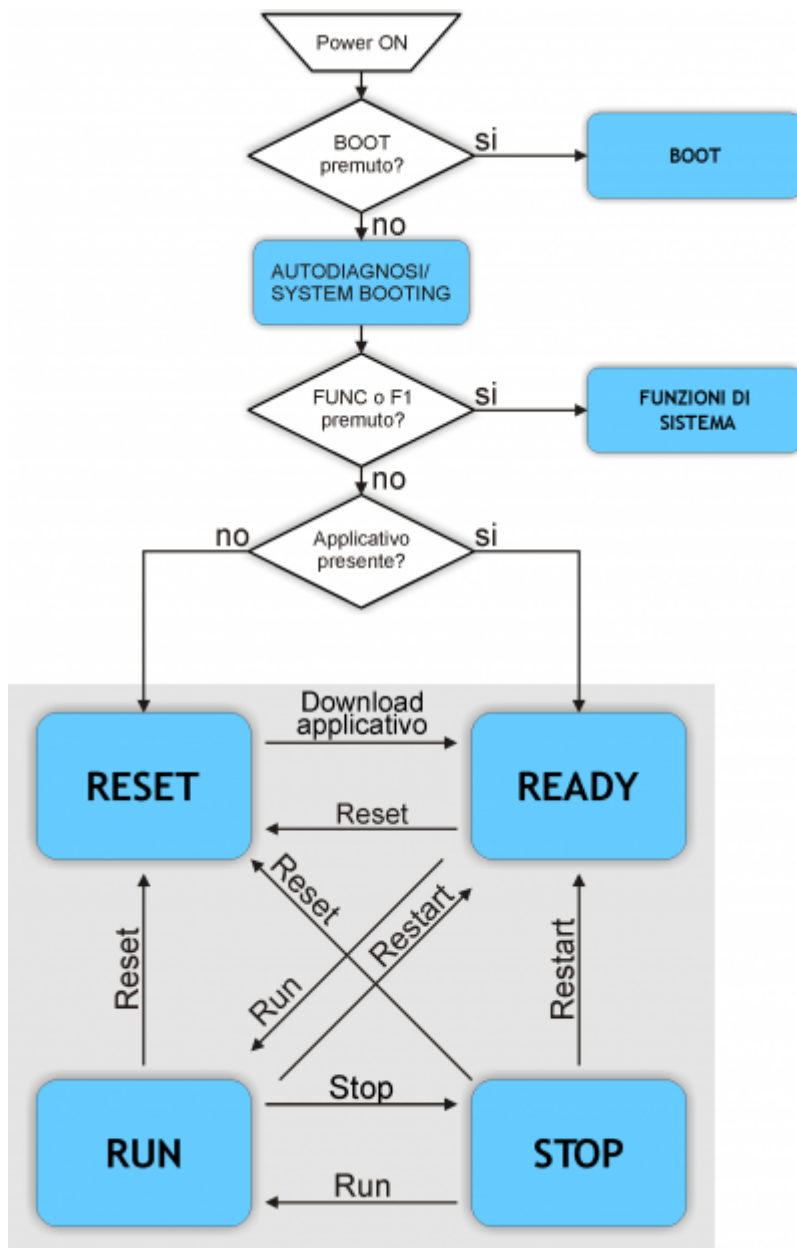 Power ON
BOOT
premuto?
si
BOOT
no
AUTODIAGNOSI/
SYSTEM BOOTING
FUNC o F1
premuto?
si
FUNZIONI DI
SISTEMA
no
no
Applicativo
presente?
si
RESET
Download
applicativo
READY
Reset
Reset
Restart
Reset
Run
Restart
RUN
Stop
STOP
Run